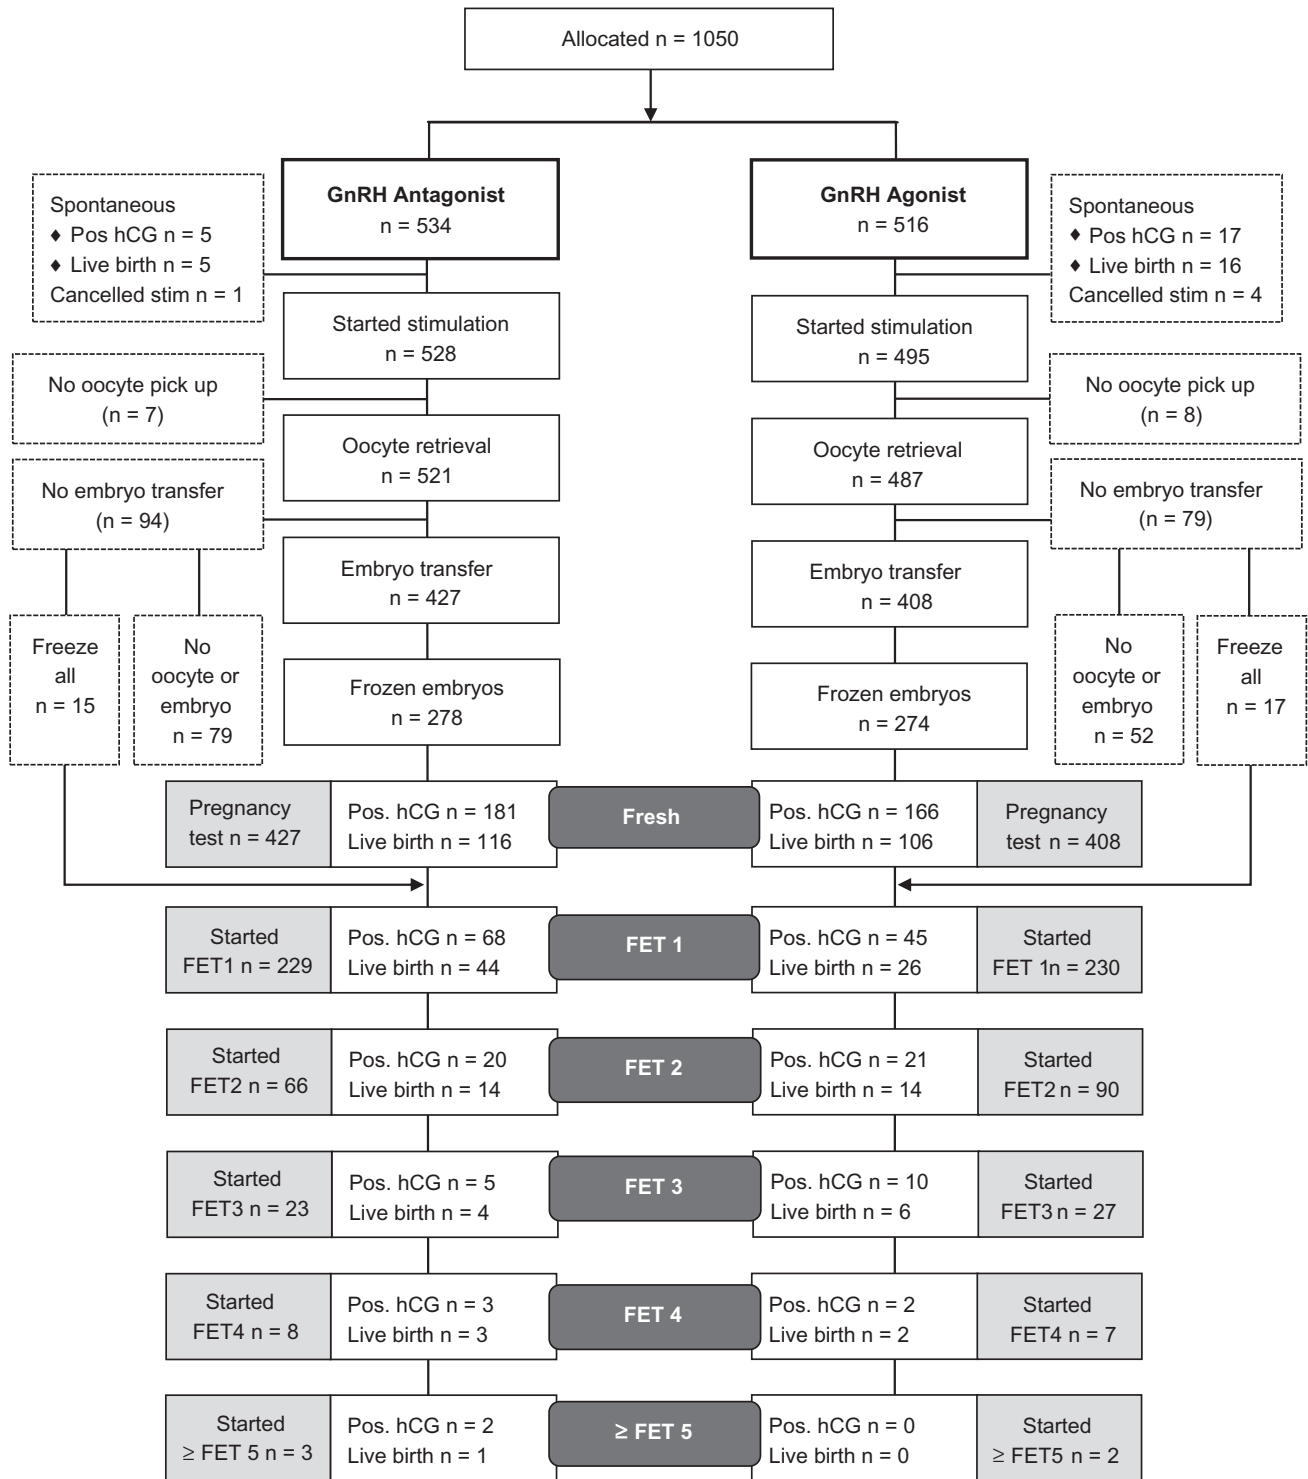 Allocated n = 1050
GnRH Antagonist
n = 534
GnRH Agonist
n = 516
Spontaneous
♦ Pos hCG n = 5
♦ Live birth n = 5
Cancelled stim n = 1
Spontaneous
♦ Pos hCG n = 17
♦ Live birth n = 16
Cancelled stim n = 4
Started stimulation
n = 528
Started stimulation
n = 495
No oocyte pick up
(n = 7)
No oocyte pick up
(n = 8)
Oocyte retrieval
n = 521
Oocyte retrieval
n = 487
No embryo transfer
(n = 94)
No embryo transfer
(n = 79)
Embryo transfer
n = 427
Embryo transfer
n = 408
Freeze
all
n = 15
No
oocyte or
embryo
n = 79
Frozen embryos
n = 278
Frozen embryos
n = 274
No
oocyte or
embryo
n = 52
Freeze
all
n = 17
Pregnancy
test n = 427
Pos. hCG n = 181
Live birth n = 116
Fresh
Pos. hCG n = 166
Live birth n = 106
Pregnancy
test n = 408
Started
FET1 n = 229
Pos. hCG n = 68
Live birth n = 44
FET 1
Pos. hCG n = 45
Live birth n = 26
Started
FET 1n = 230
Started
FET2 n = 66
Pos. hCG n = 20
Live birth n = 14
FET 2
Pos. hCG n = 21
Live birth n = 14
Started
FET2 n = 90
Started
FET3 n = 23
Pos. hCG n = 5
Live birth n = 4
FET 3
Pos. hCG n = 10
Live birth n = 6
Started
FET3 n = 27
Started
FET4 n = 8
Pos. hCG n = 3
Live birth n = 3
FET 4
Pos. hCG n = 2
Live birth n = 2
Started
FET4 n = 7
Started
≥ FET 5 n = 3
Pos. hCG n = 2
Live birth n = 1
≥ FET 5
Pos. hCG n = 0
Live birth n = 0
Started
≥ FET5 n = 2